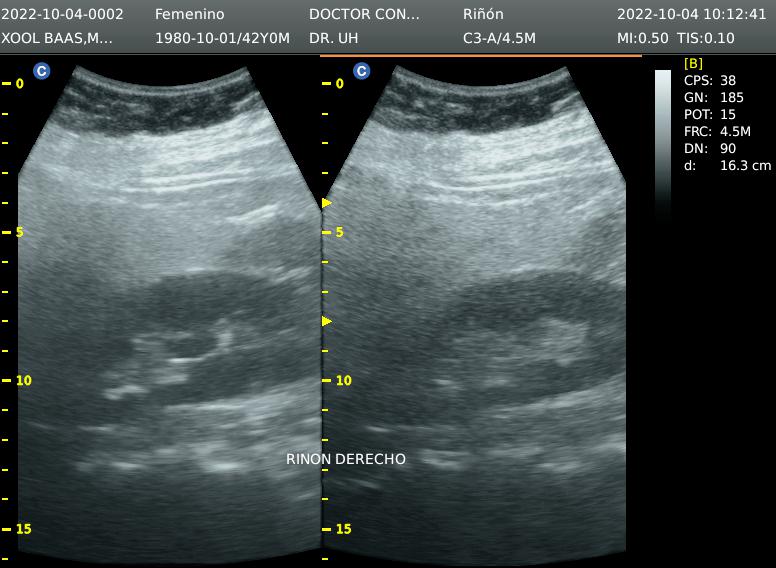 2022-10-04-0002 Femenino DOCTOR CON... Riñón 2022-10-04 10:12:41
XOOL BAAS,M... 1980-10-01/42Y0M DR. UH C3-A/4.5M MI:0.50 TIS:0.10
[B]
C C
CPS: 38
GN: 185
POT: 15
FRC: 4.5M
DN: 90
d: 16.3 cm
0 0
5 5
10 10
RINON DERECHO
15 15